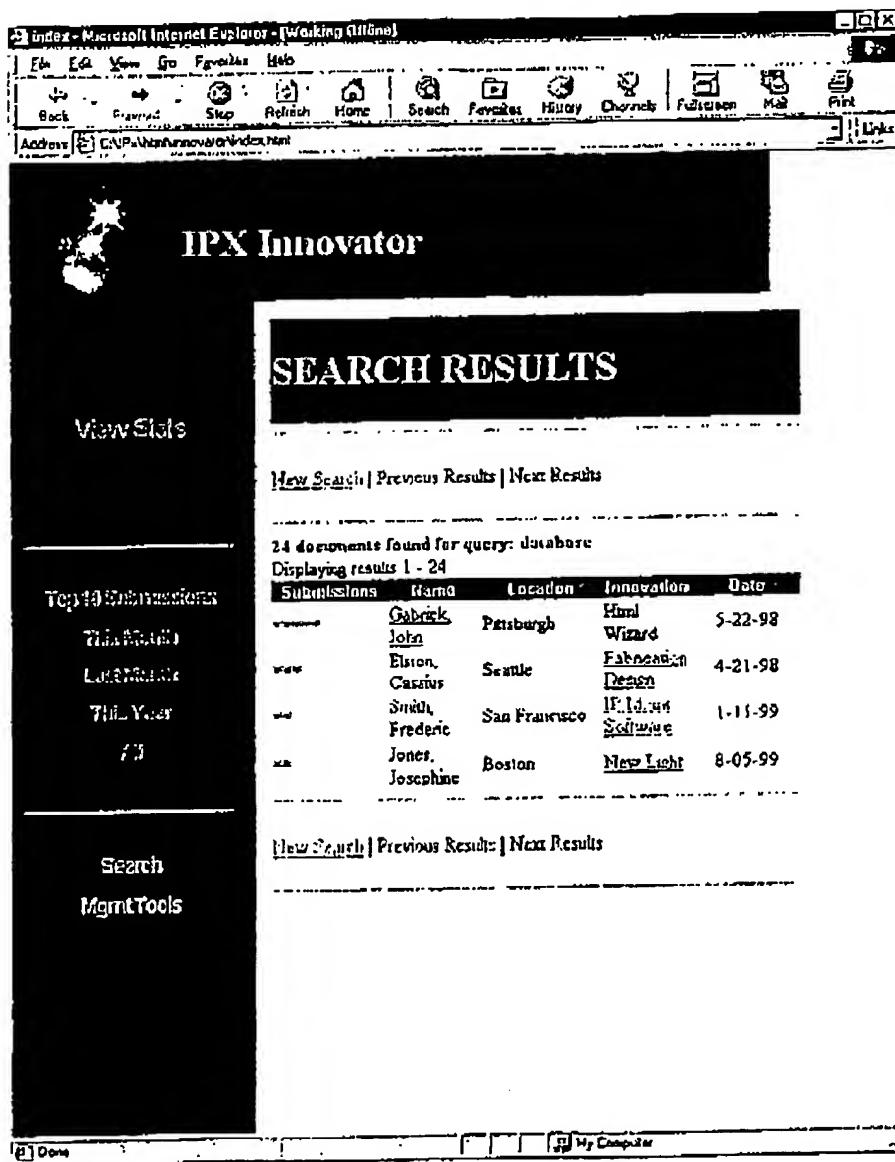 index - Microsoft Internet Explorer - [Working Offline]
File Edit View Go Favorites Help
Back Forward Stop Refresh Home Search Favorites History Channels Fullscreen Mail Print
Address Links
IPX Innovator
SEARCH RESULTS
View Stats
New Search | Previous Results | Next Results
24 documents found for query: database
Displaying results 1 - 24
Submissions Name Location Innovation Date
Gabrick, John Pittsburgh Html Wizard 5-22-98
Elston, Cassius Seattle Fabrication Design 4-21-98
Smith, Frederic San Francisco Software 1-15-99
Jones, Josephine Boston New Light 8-05-99
Top 10 Submissions
This Month
Last Month
This Year
All
New Search | Previous Results | Next Results
Search
Mgmt Tools
Done My Computer